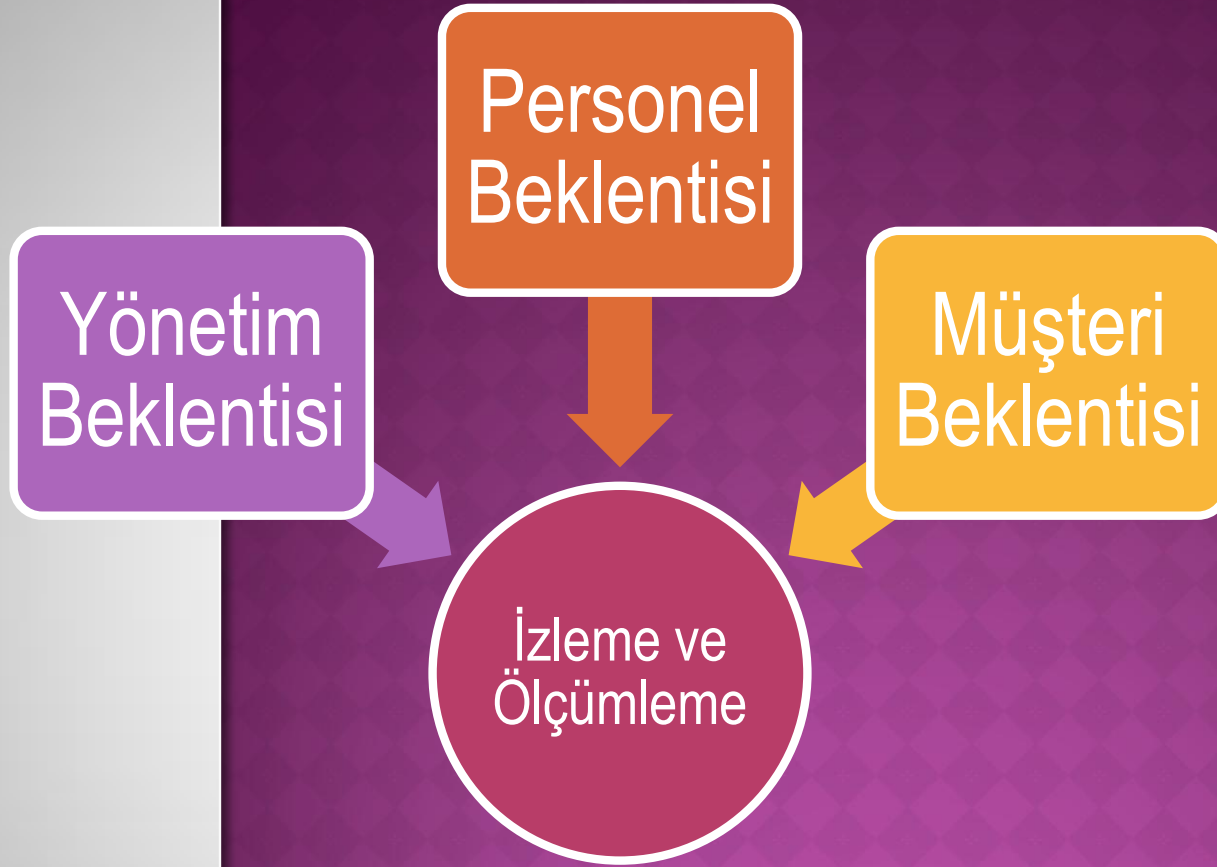 Personel
Beklentisi
Yönetim
Beklentisi
Müşteri
Beklentisi
İzleme ve
Ölçümleme